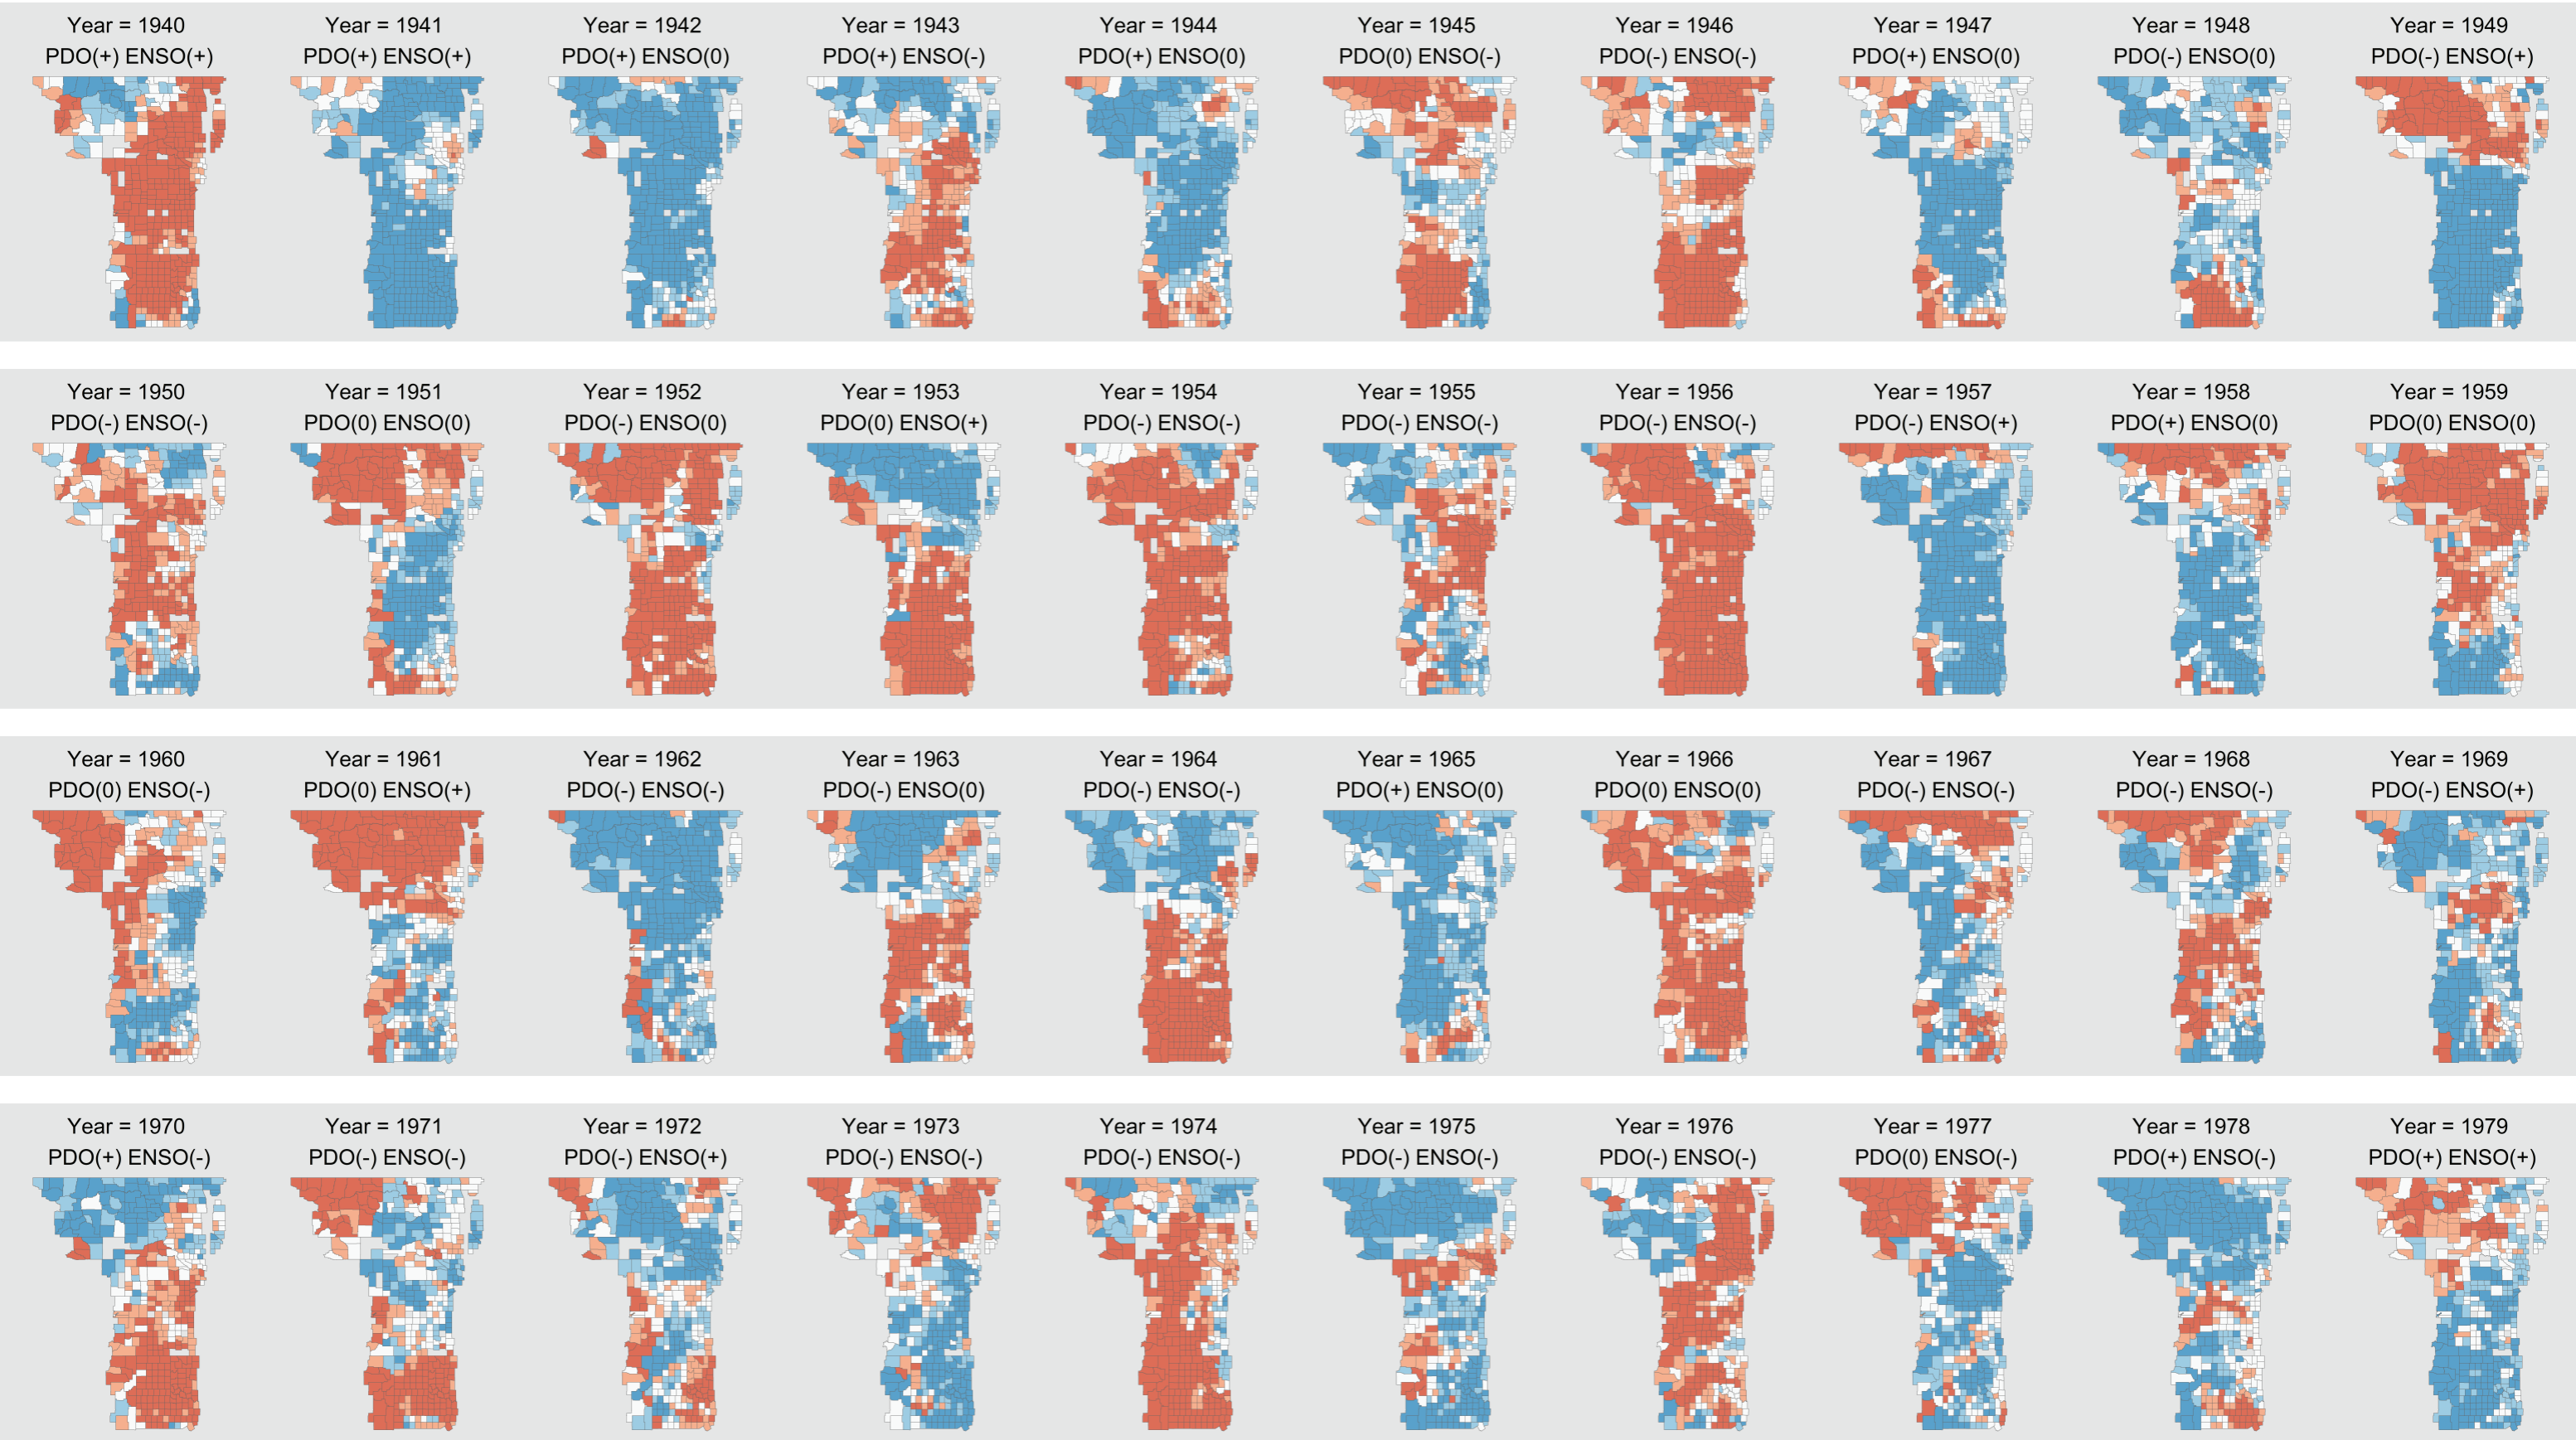 Year = 1940
PDO(+) ENSO(+)
Year = 1941
PDO(+) ENSO(+)
Year = 1942
PDO(+) ENSO(0)
Year = 1943
PDO(+) ENSO(-)
Year = 1944
PDO(+) ENSO(0)
Year = 1945
PDO(0) ENSO(-)
Year = 1946
PDO(-) ENSO(-)
Year = 1947
PDO(+) ENSO(0)
Year = 1948
PDO(-) ENSO(0)
Year = 1949
PDO(-) ENSO(+)
Year = 1950
PDO(-) ENSO(-)
Year = 1951
PDO(0) ENSO(0)
Year = 1952
PDO(-) ENSO(0)
Year = 1953
PDO(0) ENSO(+)
Year = 1954
PDO(-) ENSO(-)
Year = 1955
PDO(-) ENSO(-)
Year = 1956
PDO(-) ENSO(-)
Year = 1957
PDO(-) ENSO(+)
Year = 1958
PDO(+) ENSO(0)
Year = 1959
PDO(0) ENSO(0)
Year = 1960
PDO(0) ENSO(-)
Year = 1961
PDO(0) ENSO(+)
Year = 1962
PDO(-) ENSO(-)
Year = 1963
PDO(-) ENSO(0)
Year = 1964
PDO(-) ENSO(-)
Year = 1965
PDO(+) ENSO(0)
Year = 1966
PDO(0) ENSO(0)
Year = 1967
PDO(-) ENSO(-)
Year = 1968
PDO(-) ENSO(-)
Year = 1969
PDO(-) ENSO(+)
Year = 1970
PDO(+) ENSO(-)
Year = 1971
PDO(-) ENSO(-)
Year = 1972
PDO(-) ENSO(+)
Year = 1973
PDO(-) ENSO(-)
Year = 1974
PDO(-) ENSO(-)
Year = 1975
PDO(-) ENSO(-)
Year = 1976
PDO(-) ENSO(-)
Year = 1977
PDO(0) ENSO(-)
Year = 1978
PDO(+) ENSO(-)
Year = 1979
PDO(+) ENSO(+)